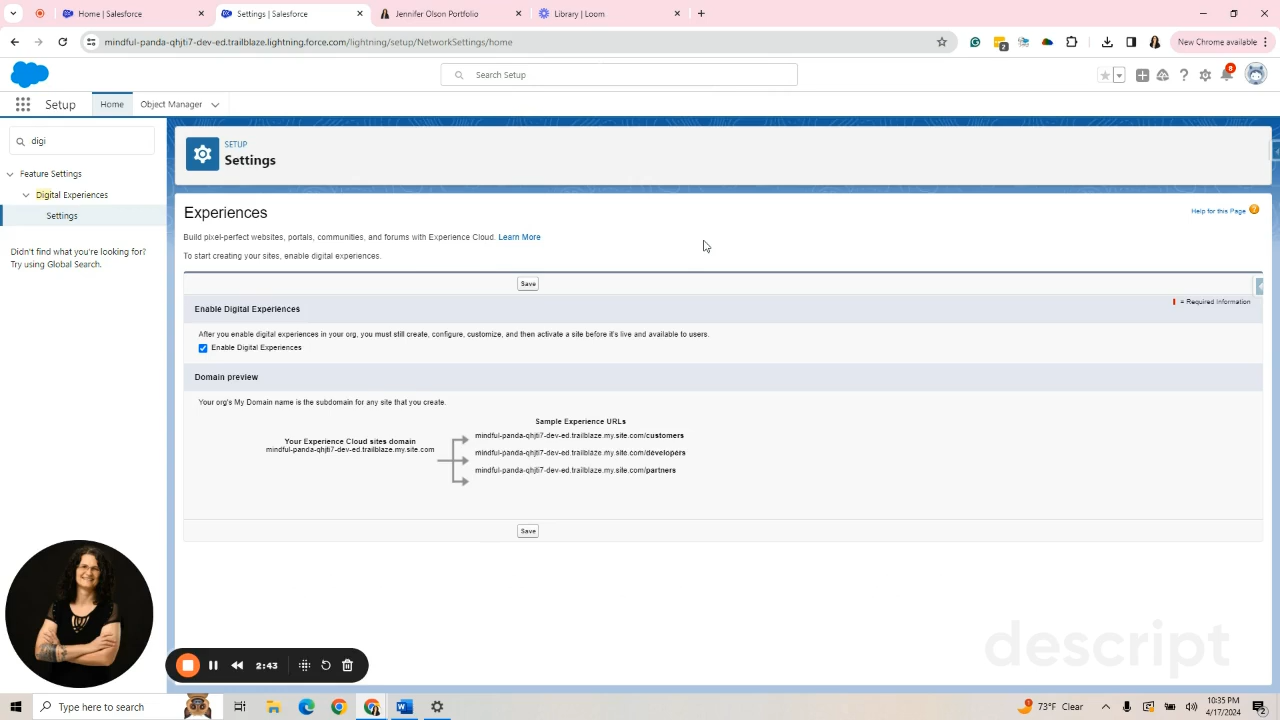 Home | Salesforce
Settings | Salesforce
Jennifer Olson Portfolio
Library | Loom
mindful-panda-qhjti7-dev-ed.trailblaze.lightning.force.com/lightning/setup/NetworkSettings/home
2
New Chrome available
Search Setup
8
Setup
Home
Object Manager
digi
Feature Settings
Digital Experiences
Settings
Didn't find what you're looking for?
Try using Global Search.
SETUP
Settings
Experiences
Help for this Page
Build pixel-perfect websites, portals, communities, and forums with Experience Cloud. Learn More
To start creating your sites, enable digital experiences.
Save
= Required Information
Enable Digital Experiences
After you enable digital experiences in your org, you must still create, configure, customize, and then activate a site before it's live and available to users.
Enable Digital Experiences
Domain preview
Your org's My Domain name is the subdomain for any site that you create.
Sample Experience URLs
Your Experience Cloud sites domain
mindful-panda-qhjti7-dev-ed.trailblaze.my.site.com
mindful-panda-qhjti7-dev-ed.trailblaze.my.site.com/customers
mindful-panda-qhjti7-dev-ed.trailblaze.my.site.com/developers
mindful-panda-qhjti7-dev-ed.trailblaze.my.site.com/partners
Save
descript
2:43
Type here to search
73°F Clear
10:35 PM
4/17/2024
2